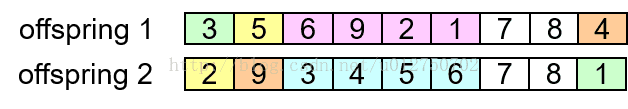 offspring 1 3 5 6 9 2 1 7 8 4
offspring 2 2 9 3 4 5 6 7 8 1